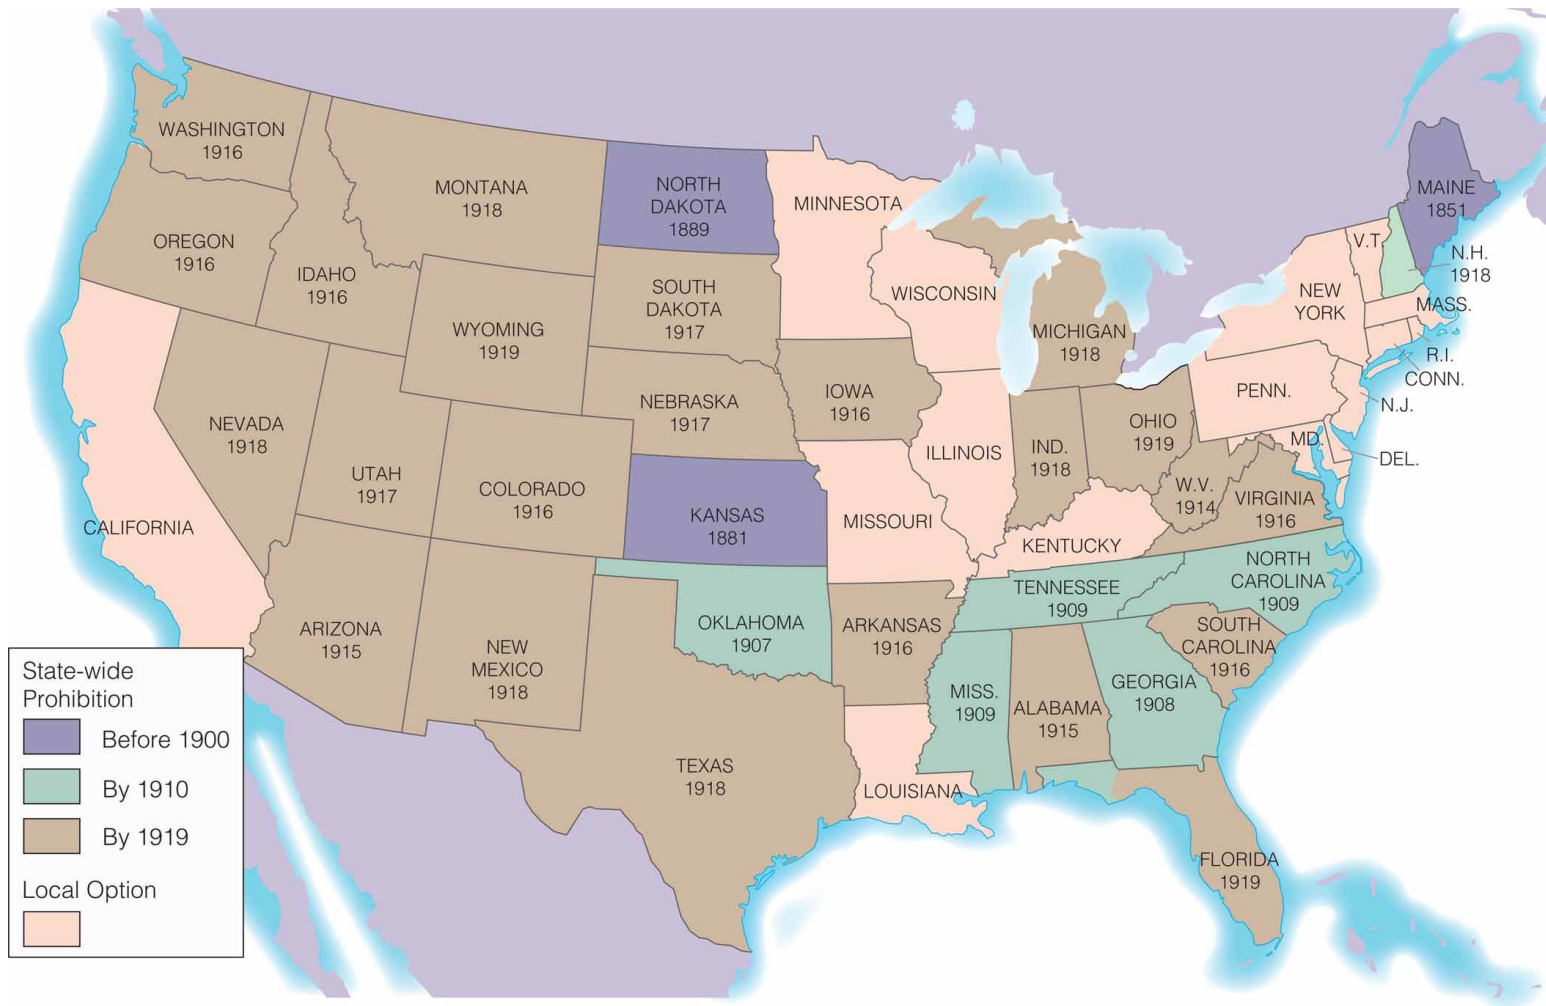 WASHINGTON
1916
MONTANA
1918
NORTH
DAKOTA
1889
MINNESOTA
MAINE
1851
OREGON
1916
IDAHO
1916
WYOMING
1919
SOUTH
DAKOTA
1917
WISCONSIN
MICHIGAN
1918
NEW
YORK
V.T.
N.H.
1918
MASS.
R.I.
CONN.
N.J.
PENN.
MD.
DEL.
NEVADA
1918
UTAH
1917
COLORADO
1916
NEBRASKA
1917
IOWA
1916
ILLINOIS
IND.
1918
OHIO
1919
W.V.
1914
VIRGINIA
1916
CALIFORNIA
KANSAS
1881
MISSOURI
KENTUCKY
TENNESSEE
1909
NORTH
CAROLINA
1909
ARIZONA
1915
NEW
MEXICO
1918
OKLAHOMA
1907
ARKANSAS
1916
SOUTH
CAROLINA
1916
MISS.
1909
ALABAMA
1915
GEORGIA
1908
TEXAS
1918
LOUISIANA
FLORIDA
1919
State-wide
Prohibition
Before 1900
By 1910
By 1919
Local Option